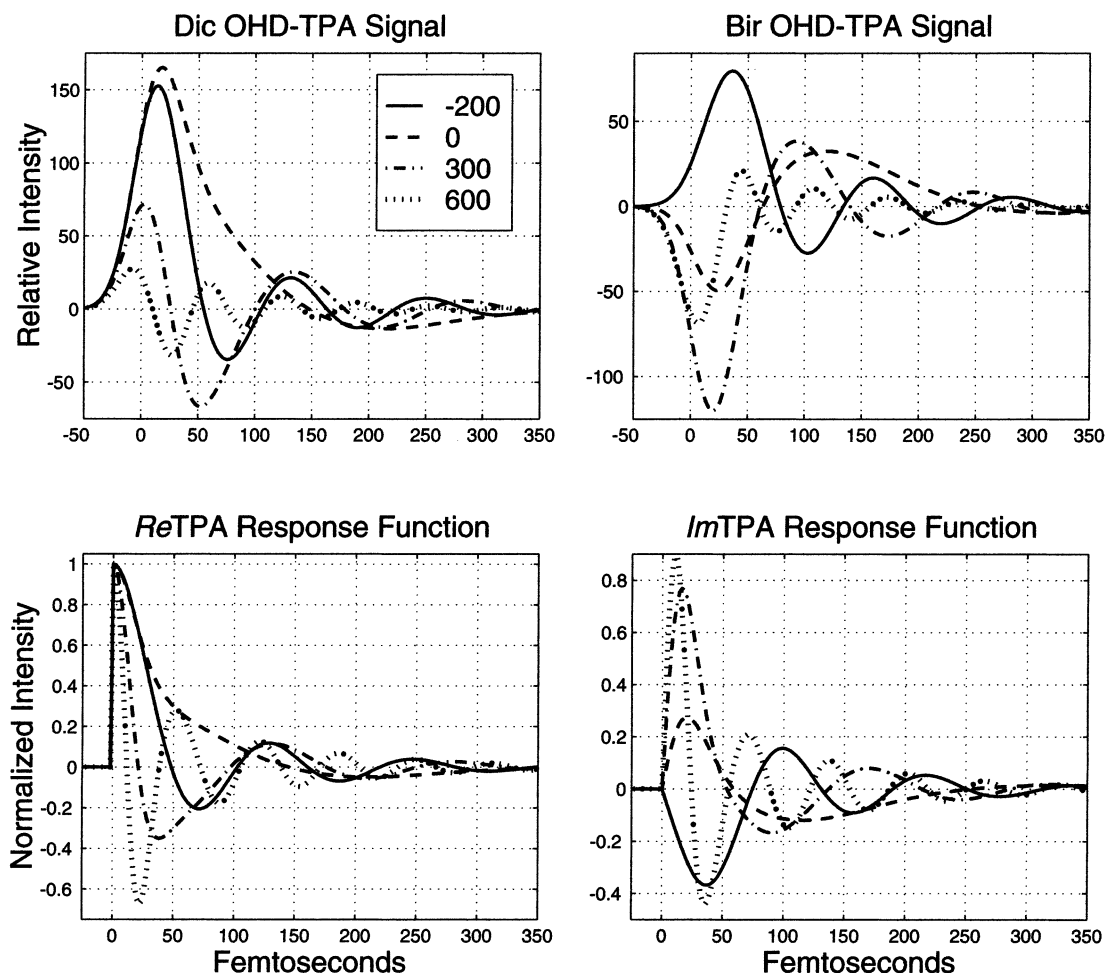 Dic OHD-TPA Signal
Bir OHD-TPA Signal
Relative Intensity
150
100
50
0
-50
-200
0
300
600
-50 0 50 100 150 200 250 300 350
50
0
-50
-100
-50 0 50 100 150 200 250 300 350
ReTPA Response Function
ImTPA Response Function
Normalized Intensity
1
0.8
0.6
0.4
0.2
0
-0.2
-0.4
-0.6
0 50 100 150 200 250 300 350
Femtoseconds
0.8
0.6
0.4
0.2
0
-0.2
-0.4
0 50 100 150 200 250 300 350
Femtoseconds